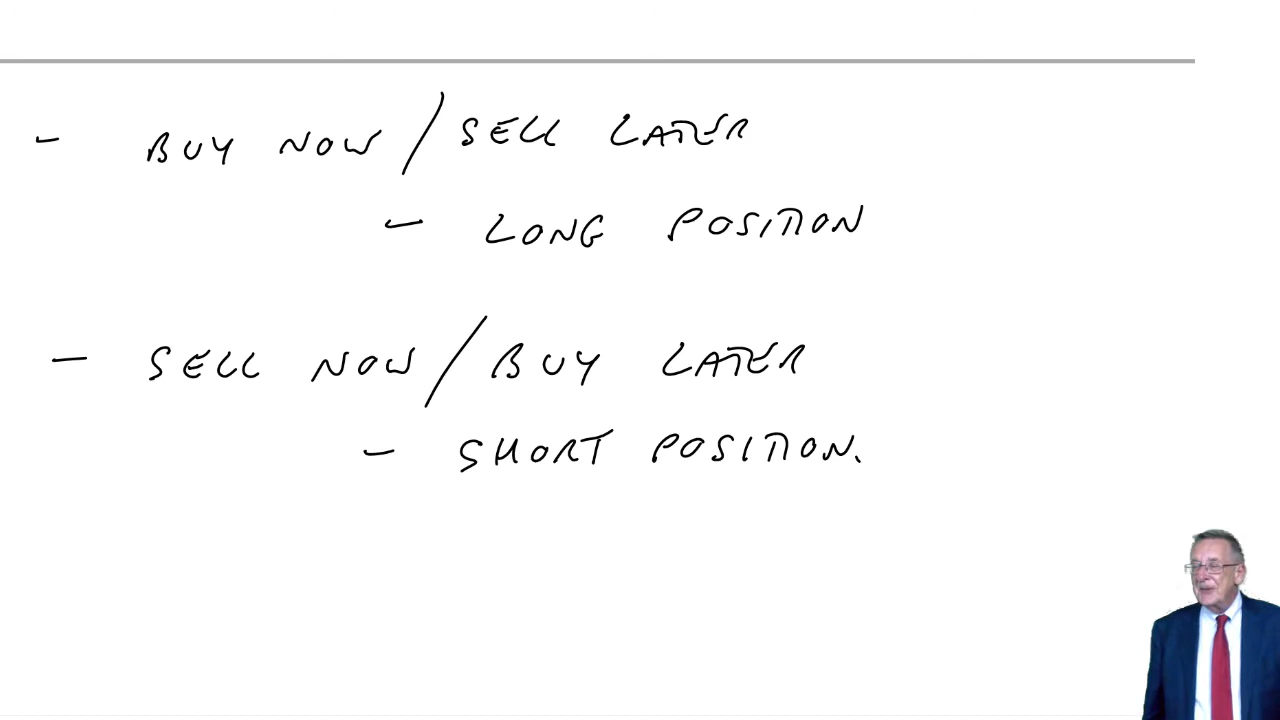 - BUY NOW / SELL LATER
- LONG POSITION
- SELL NOW / BUY LATER
- SHORT POSITION.